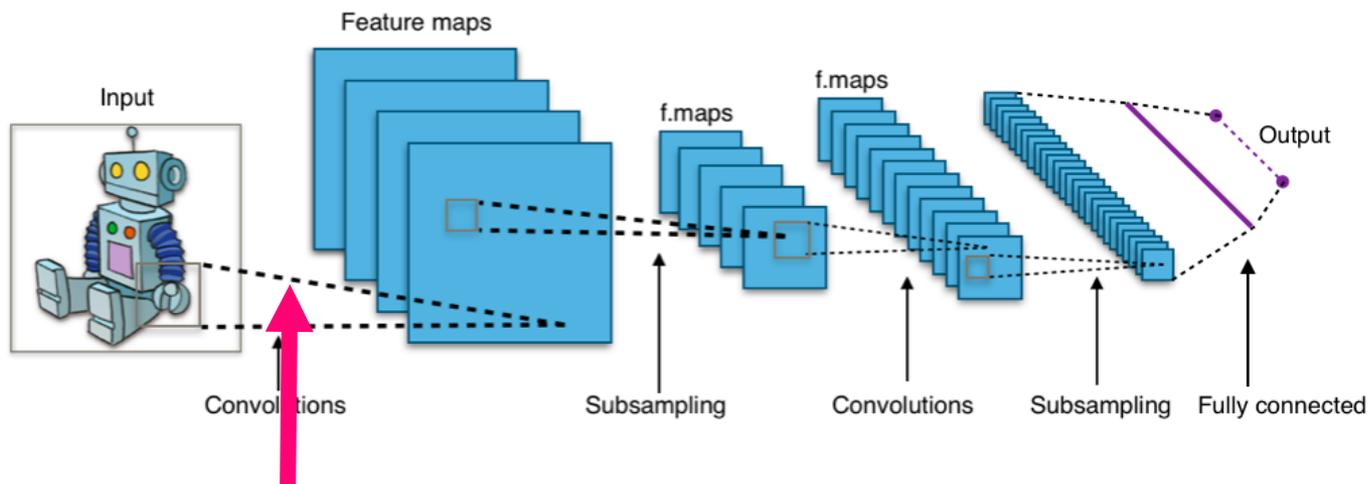 Feature maps
f.maps
f.maps
Input
Output
Convolutions
Subsampling
Convolutions
Subsampling
Fully connected